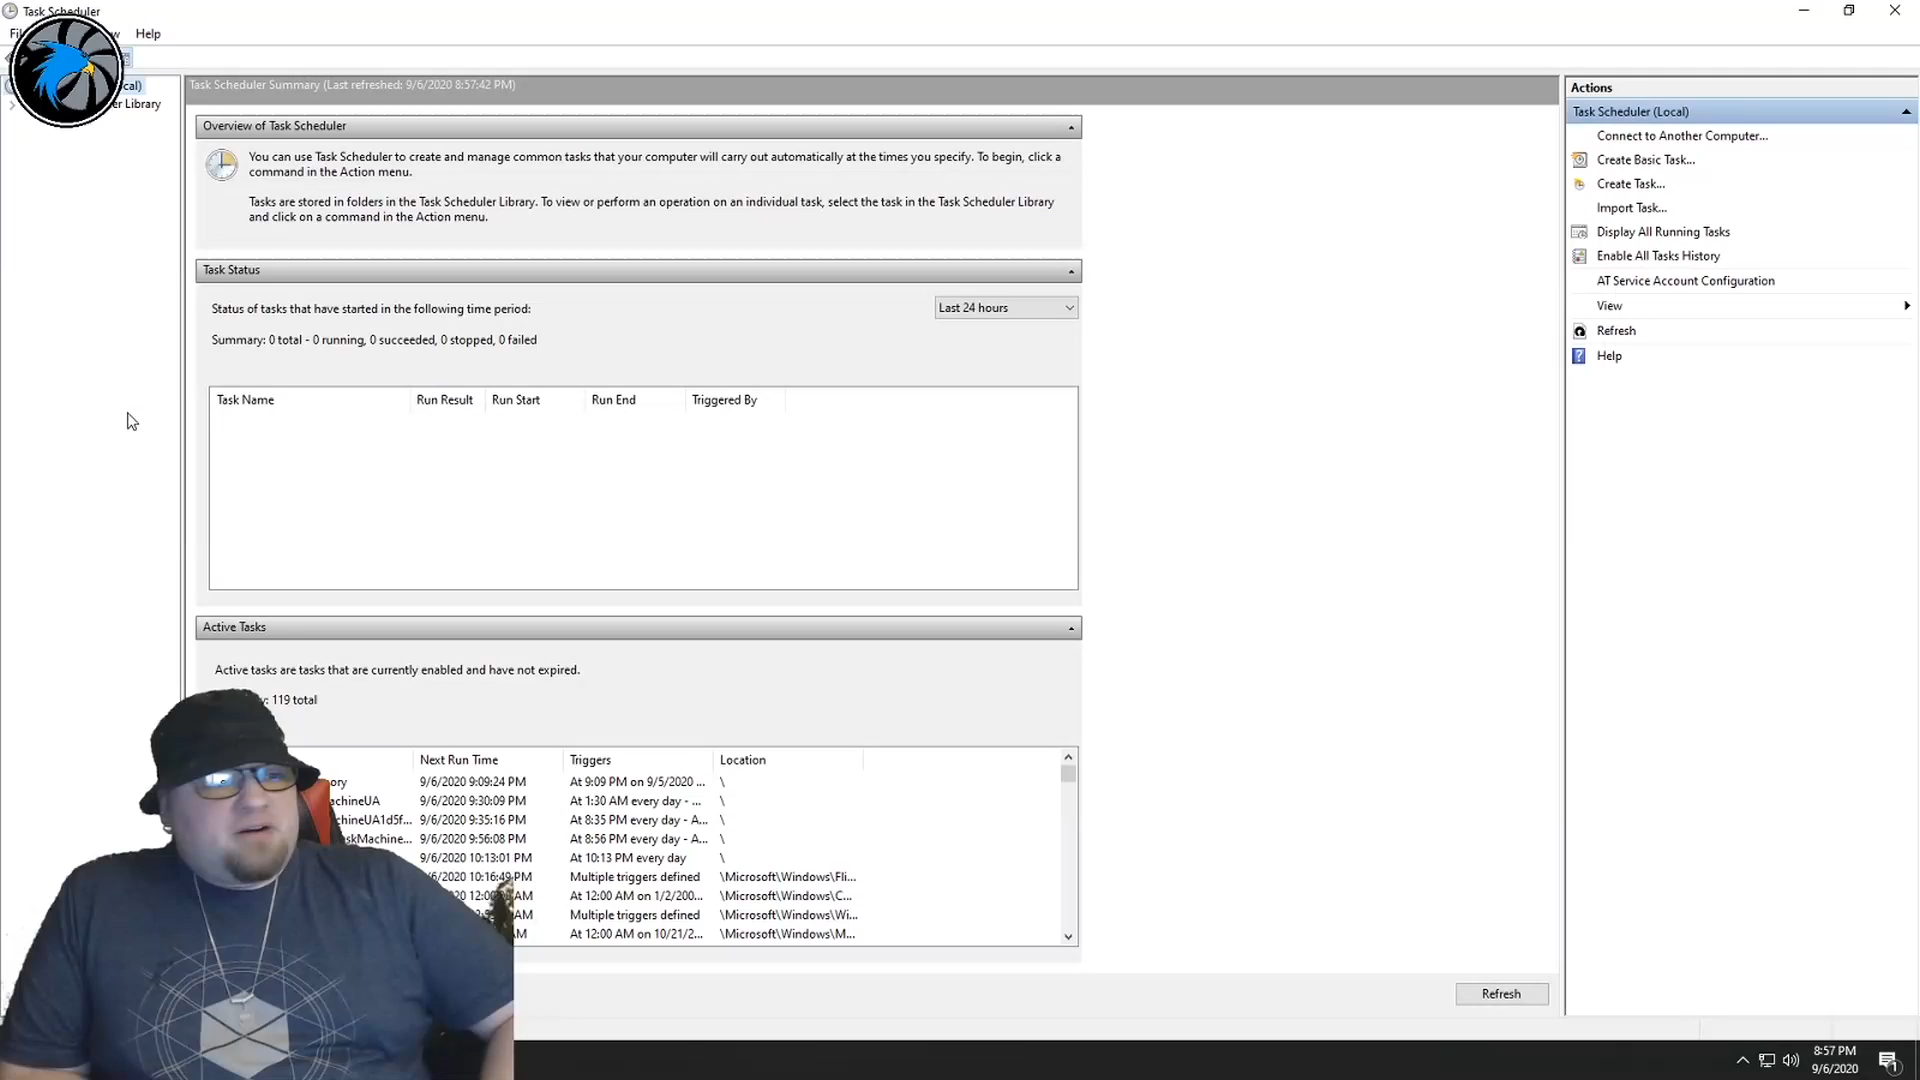 Task Scheduler
Help
Task Scheduler Summary (Last refreshed: 9/6/2020 8:57:42 PM)
Library
Overview of Task Scheduler
You can use Task Scheduler to create and manage common tasks that your computer will carry out automatically at the times you specify. To begin, click a
command in the Action menu.
Tasks are stored in folders in the Task Scheduler Library. To view or perform an operation on an individual task, select the task in the Task Scheduler Library
and click on a command in the Action menu.
Task Status
Status of tasks that have started in the following time period:
Last 24 hours
Summary: 0 total - 0 running, 0 succeeded, 0 stopped, 0 failed
Task Name Run Result Run Start Run End Triggered By
Active Tasks
Active tasks are tasks that are currently enabled and have not expired.
119 total
Next Run Time Triggers Location
9/6/2020 9:09:24 PM At 9:09 PM on 9/5/2020 ... \
achineUA 9/6/2020 9:30:09 PM At 1:30 AM every day - ... \
chineUA1d5f... 9/6/2020 9:35:16 PM At 8:35 PM every day - A... \
skMachine... 9/6/2020 9:56:08 PM At 8:56 PM every day - A... \
9/6/2020 10:13:01 PM At 10:13 PM every day \
/6/2020 10:16:49 PM Multiple triggers defined \Microsoft\Windows\Fli...
AM At 12:00 AM on 1/2/200... \Microsoft\Windows\C...
AM Multiple triggers defined \Microsoft\Windows\Wi...
At 12:00 AM on 10/21/2... \Microsoft\Windows\M...
Refresh
Actions
Task Scheduler (Local)
Connect to Another Computer...
Create Basic Task...
Create Task...
Import Task...
Display All Running Tasks
Enable All Tasks History
AT Service Account Configuration
View
Refresh
Help
8:57 PM
9/6/2020
1